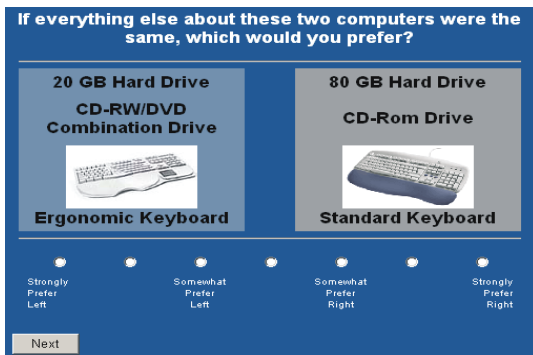 If everything else about these two computers were the
same, which would you prefer?
20 GB Hard Drive
CD-RW/DVD
Combination Drive
Ergonomic Keyboard
80 GB Hard Drive
CD-Rom Drive
Standard Keyboard
Strongly
Prefer
Left
Somewhat
Prefer
Left
Somewhat
Prefer
Right
Strongly
Prefer
Right
Next